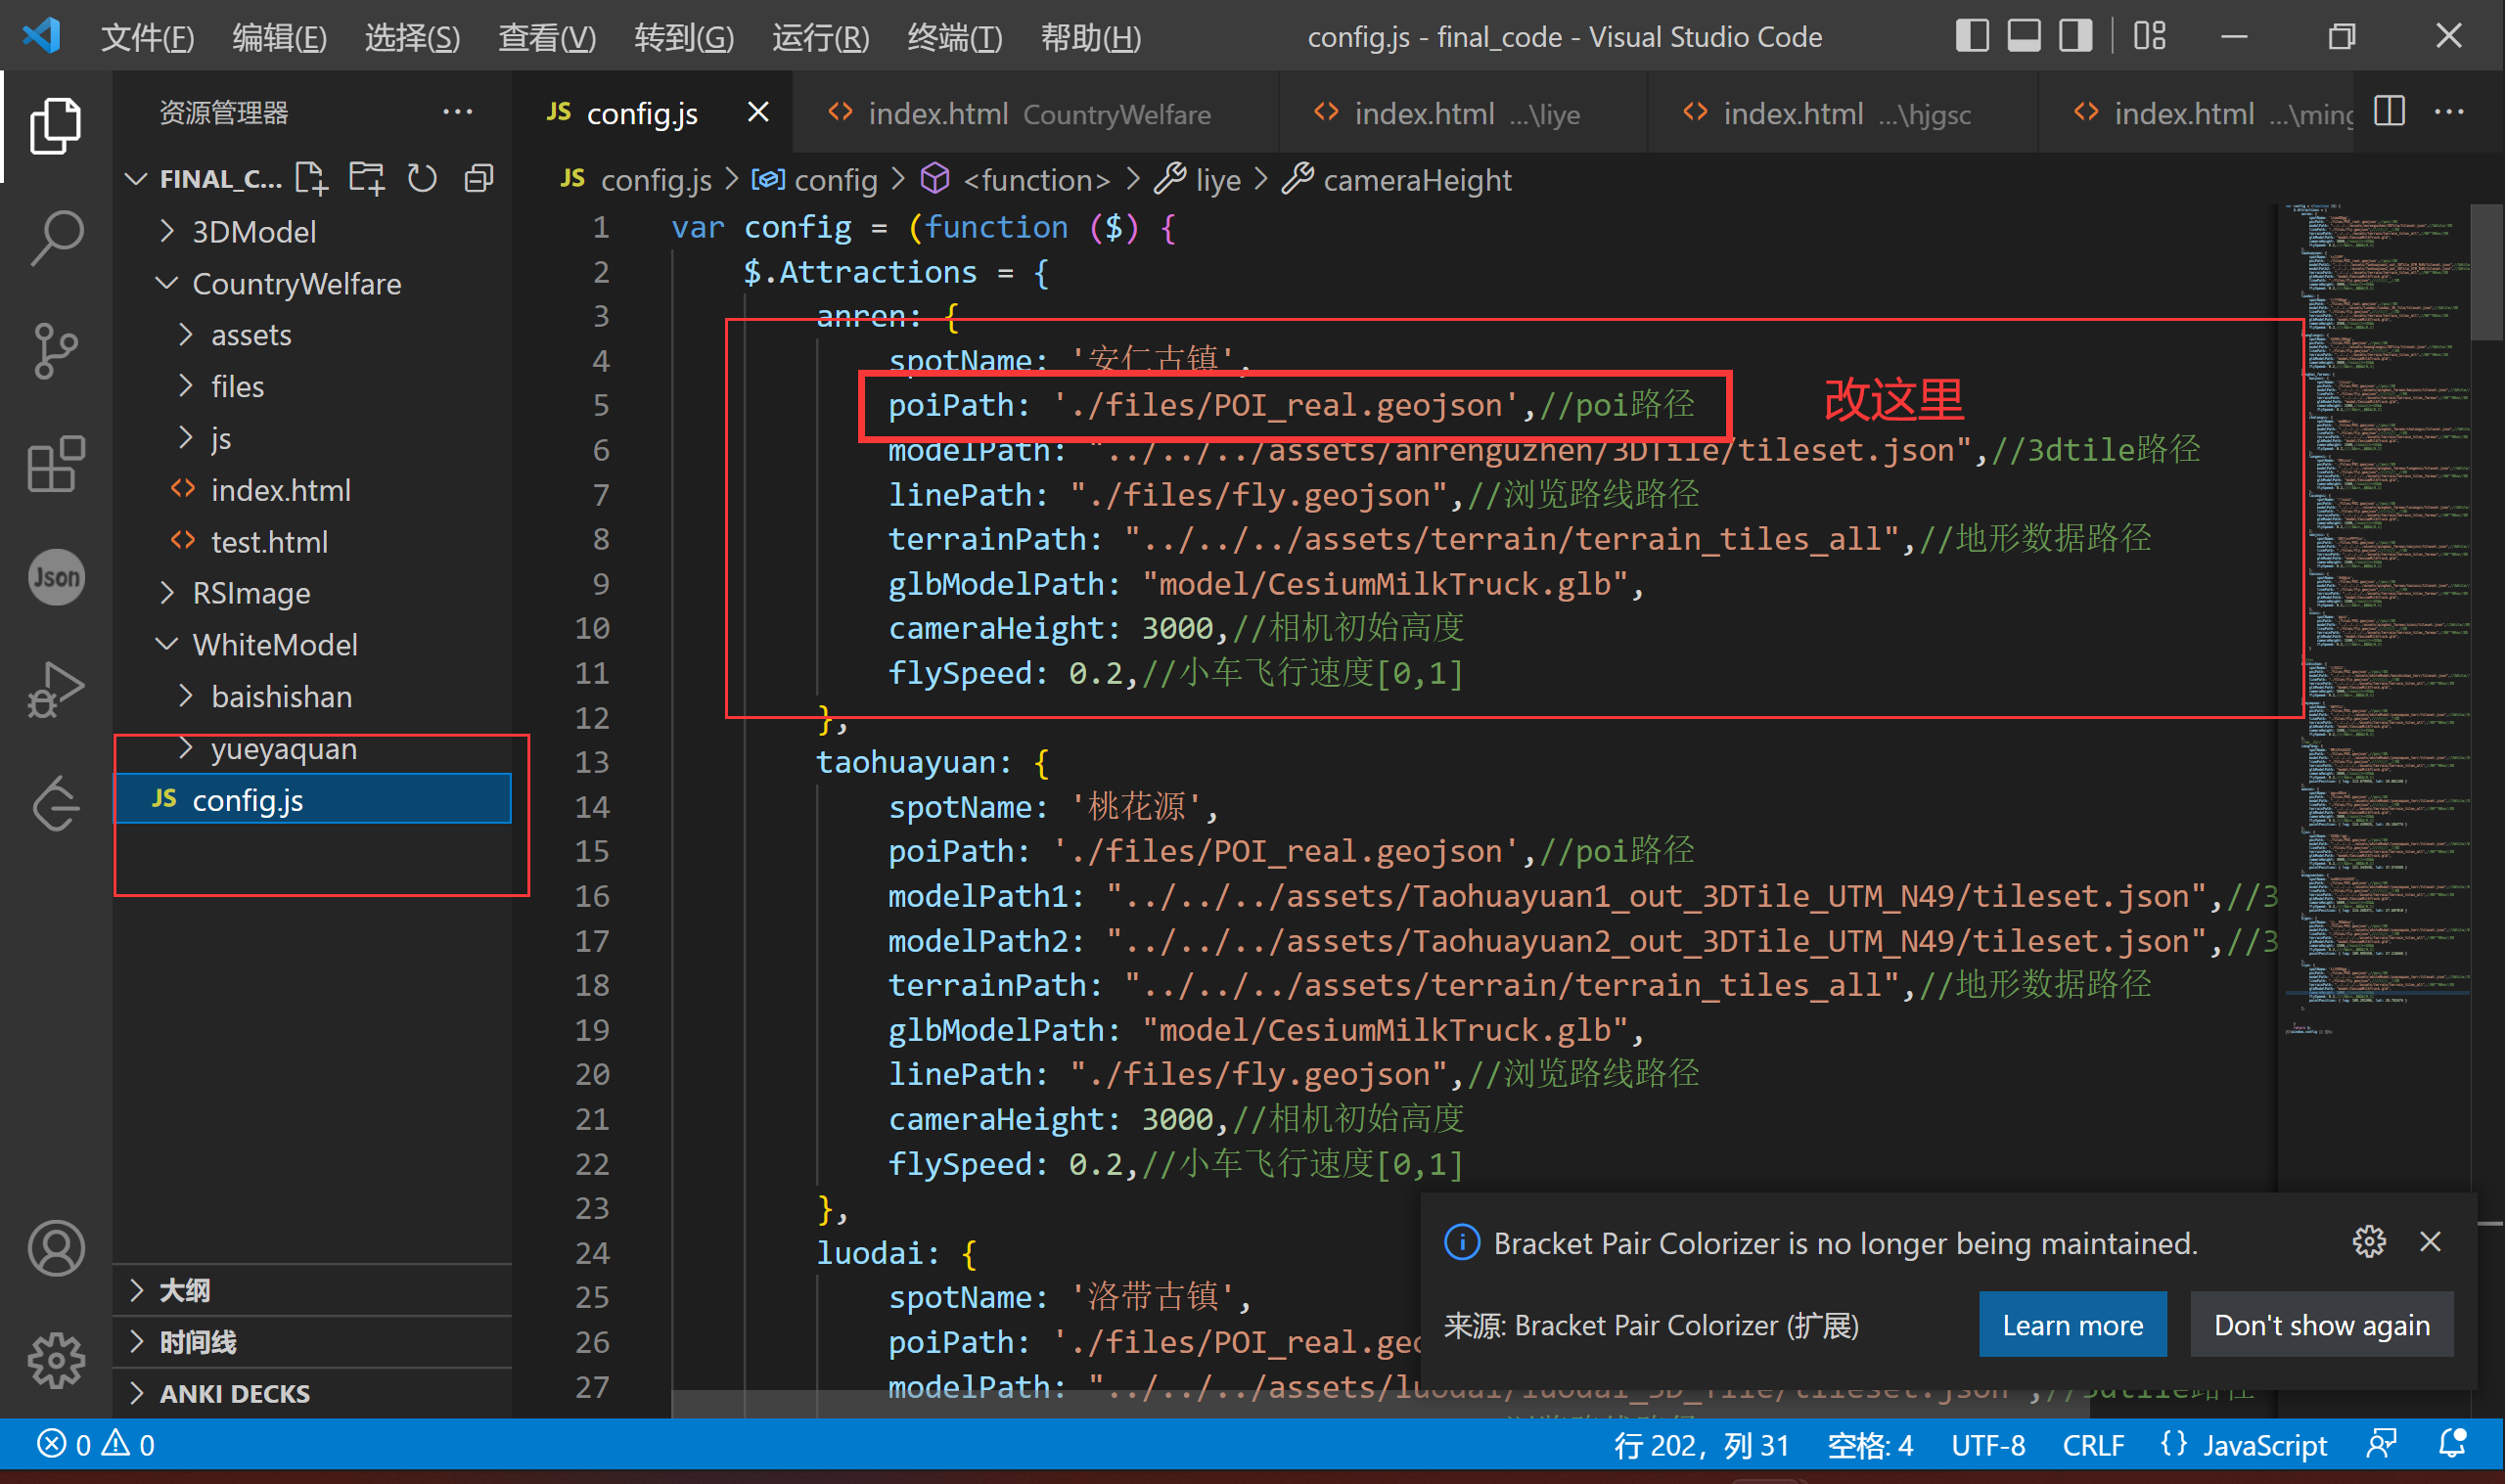 文件(F) 编辑(E) 选择(S) 查看(V) 转到(G) 运行(R) 终端(T) 帮助(H) config.js - final_code - Visual Studio Code
资源管理器
FINAL_C...
3DModel
CountryWelfare
assets
files
js
index.html
test.html
RSImage
WhiteModel
baishishan
yueyaquan
JS config.js
大纲
时间线
ANKI DECKS
Json
JS config.js index.html CountryWelfare index.html ...\liye index.html ...\hjgsc index.html ...\ming
JS config.js > config > <function> > liye > cameraHeight
1 var config = (function ($) {
2 $.Attractions = {
3 anren: {
4 spotName: '安仁古镇',
5 poiPath: './files/POI_real.geojson',//poi路径
改这里
6 modelPath: "../../../assets/anrenguzhen/3DTile/tileset.json",//3dtile路径
7 linePath: "./files/fly.geojson",//浏览路线路径
8 terrainPath: "../../../assets/terrain/terrain_tiles_all",//地形数据路径
9 glbModelPath: "model/CesiumMilkTruck.glb",
10 cameraHeight: 3000,//相机初始高度
11 flySpeed: 0.2,//小车飞行速度[0,1]
12 },
13 taohuayuan: {
14 spotName: '桃花源',
15 poiPath: './files/POI_real.geojson',//poi路径
16 modelPath1: "../../../assets/Taohuayuan1_out_3DTile_UTM_N49/tileset.json",//3
17 modelPath2: "../../../assets/Taohuayuan2_out_3DTile_UTM_N49/tileset.json",//3
18 terrainPath: "../../../assets/terrain/terrain_tiles_all",//地形数据路径
19 glbModelPath: "model/CesiumMilkTruck.glb",
20 linePath: "./files/fly.geojson",//浏览路线路径
21 cameraHeight: 3000,//相机初始高度
22 flySpeed: 0.2,//小车飞行速度[0,1]
23 },
24 luodai: {
25 spotName: '洛带古镇',
26 poiPath: './files/POI_real.geo
27 modelPath: "../../../assets/luodai/luodai_3D_Tile/tileset.json",//3dtile路径
Bracket Pair Colorizer is no longer being maintained.
来源: Bracket Pair Colorizer (扩展)
Learn more
Don't show again
0 0 行 202，列 31 空格: 4 UTF-8 CRLF {} JavaScript